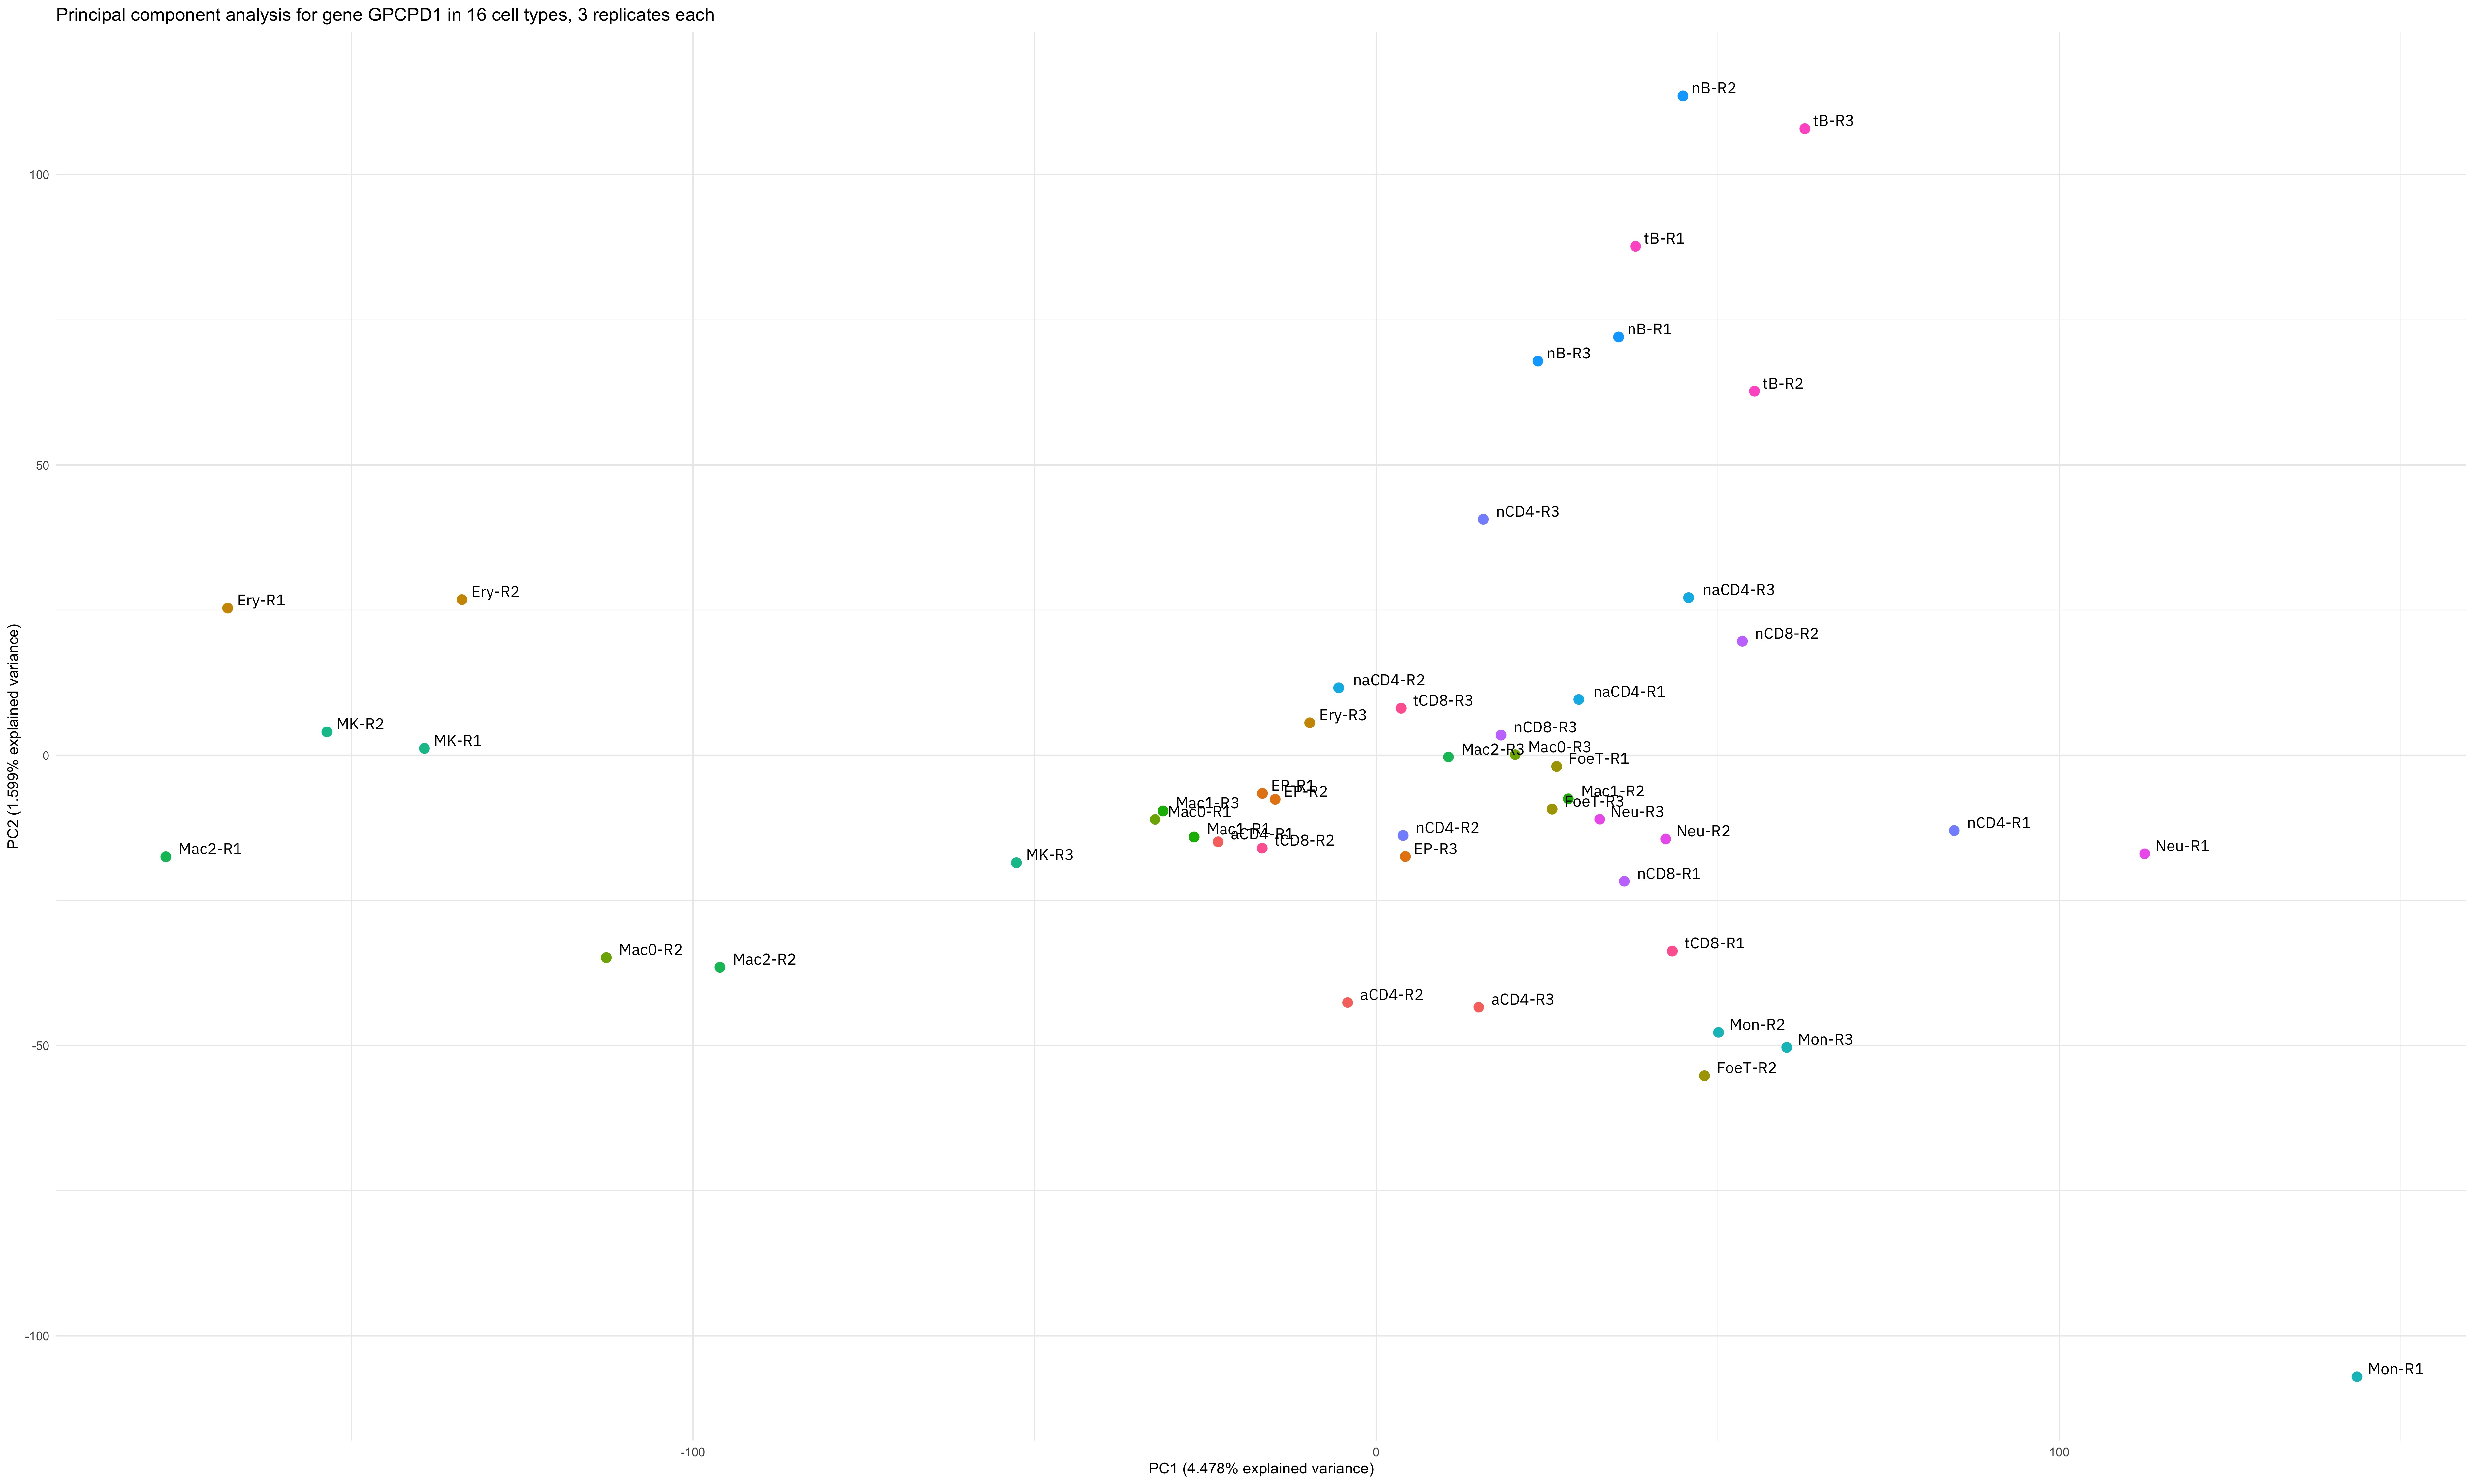 Principal component analysis for gene GPCPD1 in 16 cell types, 3 replicates each
nB-R2
tB-R3
100
tB-R1
nB-R1
nB-R3
tB-R2
50
nCD4-R3
naCD4-R3
Ery-R2
Ery-R1
nCD8-R2
naCD4-R2
naCD4-R1
tCD8-R3
Ery-R3
MK-R2
nCD8-R3
MK-R1
Mac2-R3
Mac0-R3
0
FoeT-R1
EP-R1
EP-R2
Mac1-R2
FoeT-R3
Mac1-R3
Mac0-R1
Neu-R3
nCD4-R1
Mac1-R1
aCD4-R1
nCD4-R2
Neu-R2
tCD8-R2
Neu-R1
Mac2-R1
EP-R3
MK-R3
nCD8-R1
tCD8-R1
Mac0-R2
Mac2-R2
aCD4-R2
aCD4-R3
Mon-R2
Mon-R3
-50
FoeT-R2
-100
Mon-R1
-100
0
100
PC1 (4.478% explained variance)
PC2 (1.599% explained variance)